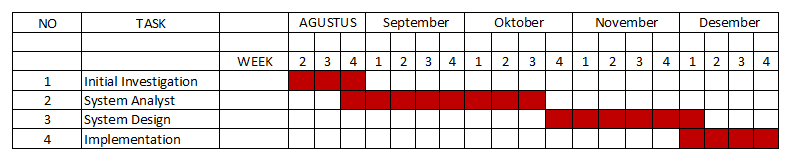 NO TASK AGUSTUS September Oktober November Desember
WEEK 2 3 4 1 2 3 4 1 2 3 4 1 2 3 4 1 2 3 4
1 Initial Investigation
2 System Analyst
3 System Design
4 Implementation